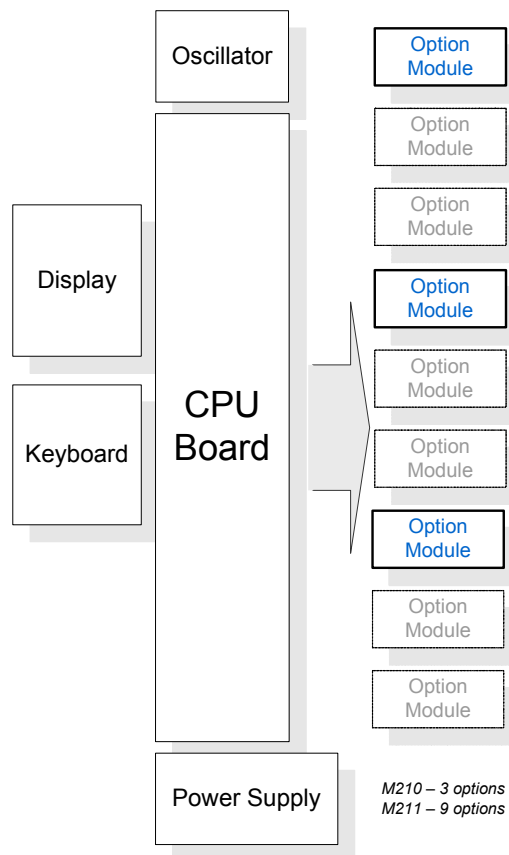 Oscillator
CPU
Board
Display
Keyboard
Power Supply
Option
Module
Option
Module
Option
Module
Option
Module
Option
Module
Option
Module
Option
Module
Option
Module
Option
Module
M210 – 3 options
M211 – 9 options